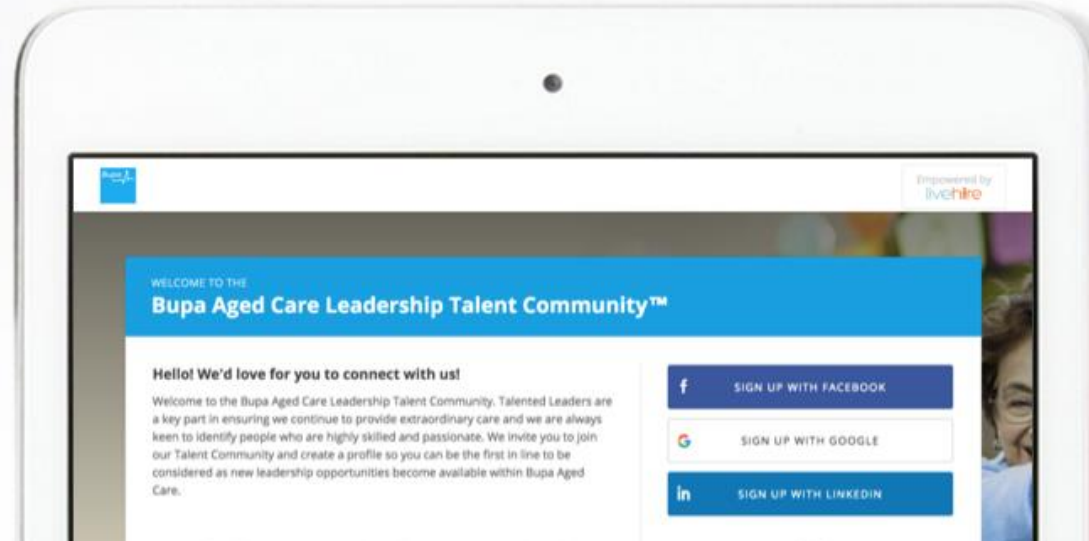 Bupa
Empowered by
livehire
WELCOME TO THE
Bupa Aged Care Leadership Talent Community™
Hello! We'd love for you to connect with us!
Welcome to the Bupa Aged Care Leadership Talent Community. Talented Leaders are
a key part in ensuring we continue to provide extraordinary care and we are always
keen to identify people who are highly skilled and passionate. We invite you to join
our Talent Community and create a profile so you can be the first in line to be
considered as new leadership opportunities become available within Bupa Aged
Care.
f SIGN UP WITH FACEBOOK
G SIGN UP WITH GOOGLE
in SIGN UP WITH LINKEDIN